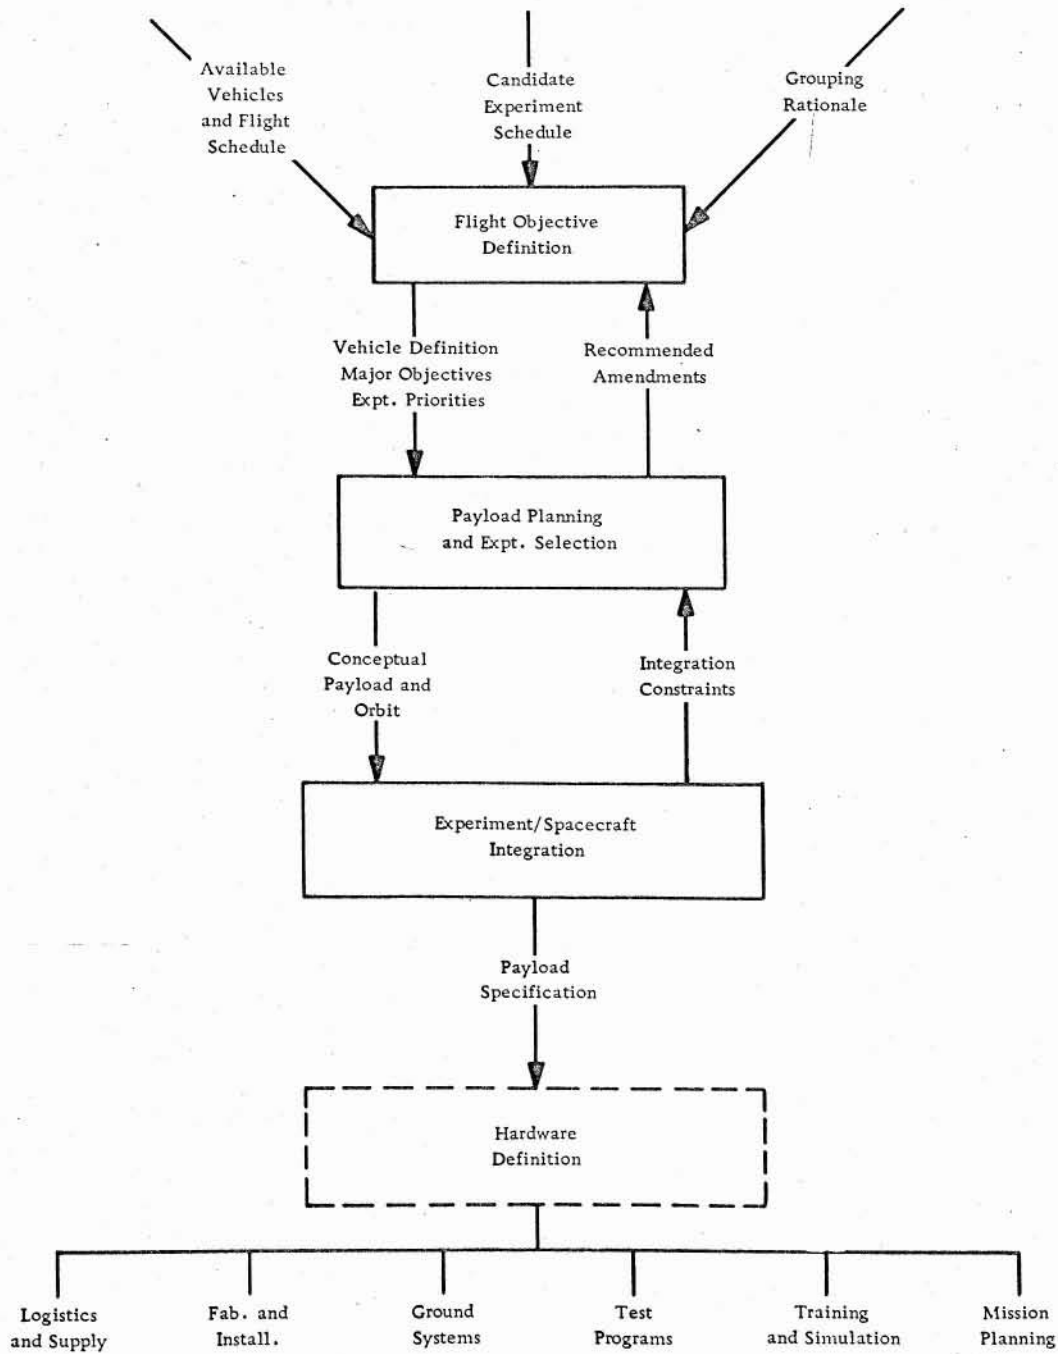 Available
Vehicles
and Flight
Schedule
Candidate
Experiment
Schedule
Grouping
Rationale
Flight Objective
Definition
Vehicle Definition
Major Objectives
Expt. Priorities
Recommended
Amendments
Payload Planning
and Expt. Selection
Conceptual
Payload and
Orbit
Integration
Constraints
Experiment/Spacecraft
Integration
Payload
Specification
Hardware
Definition
Logistics
and Supply
Fab. and
Install.
Ground
Systems
Test
Programs
Training
and Simulation
Mission
Planning